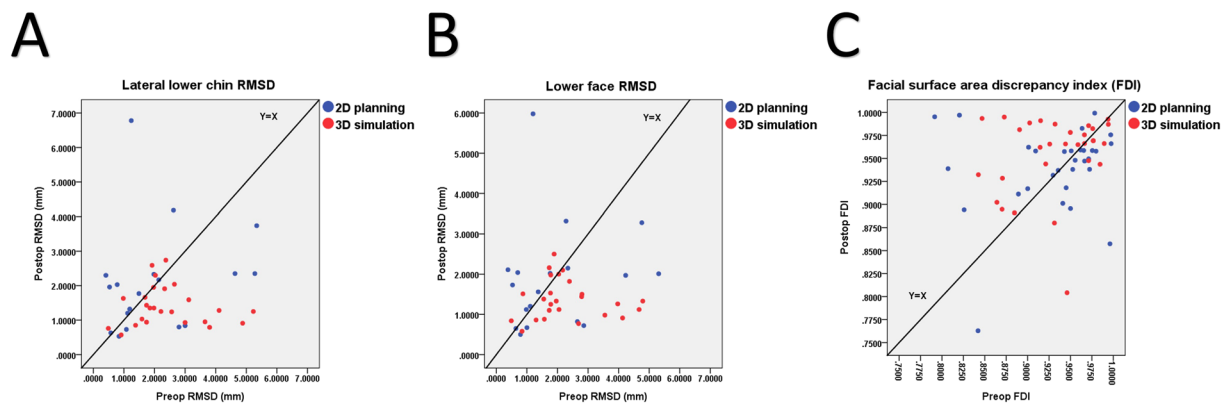 A
B
C
Lateral lower chin RMSD
Lower face RMSD
Facial surface area discrepancy index (FDI)
7.0000
6.0000
5.0000
4.0000
3.0000
2.0000
1.0000
.0000
Postop RMSD (mm)
Y=X
2D planning
3D simulation
.0000 1.0000 2.0000 3.0000 4.0000 5.0000 6.0000 7.0000
Preop RMSD (mm)
6.0000
4.0000
2.0000
.0000
Postop RMSD (mm)
Y=X
2D planning
3D simulation
.0000 1.0000 2.0000 3.0000 4.0000 5.0000 6.0000 7.0000
Preop RMSD (mm)
1.0000
.9750
.9500
.9250
.9000
.8750
.8500
.8250
.8000
.7750
.7500
Postop FDI
Y=X
2D planning
3D simulation
.7500 .7750 .8000 .8250 .8500 .8750 .9000 .9250 .9500 .9750 1.0000
Preop FDI